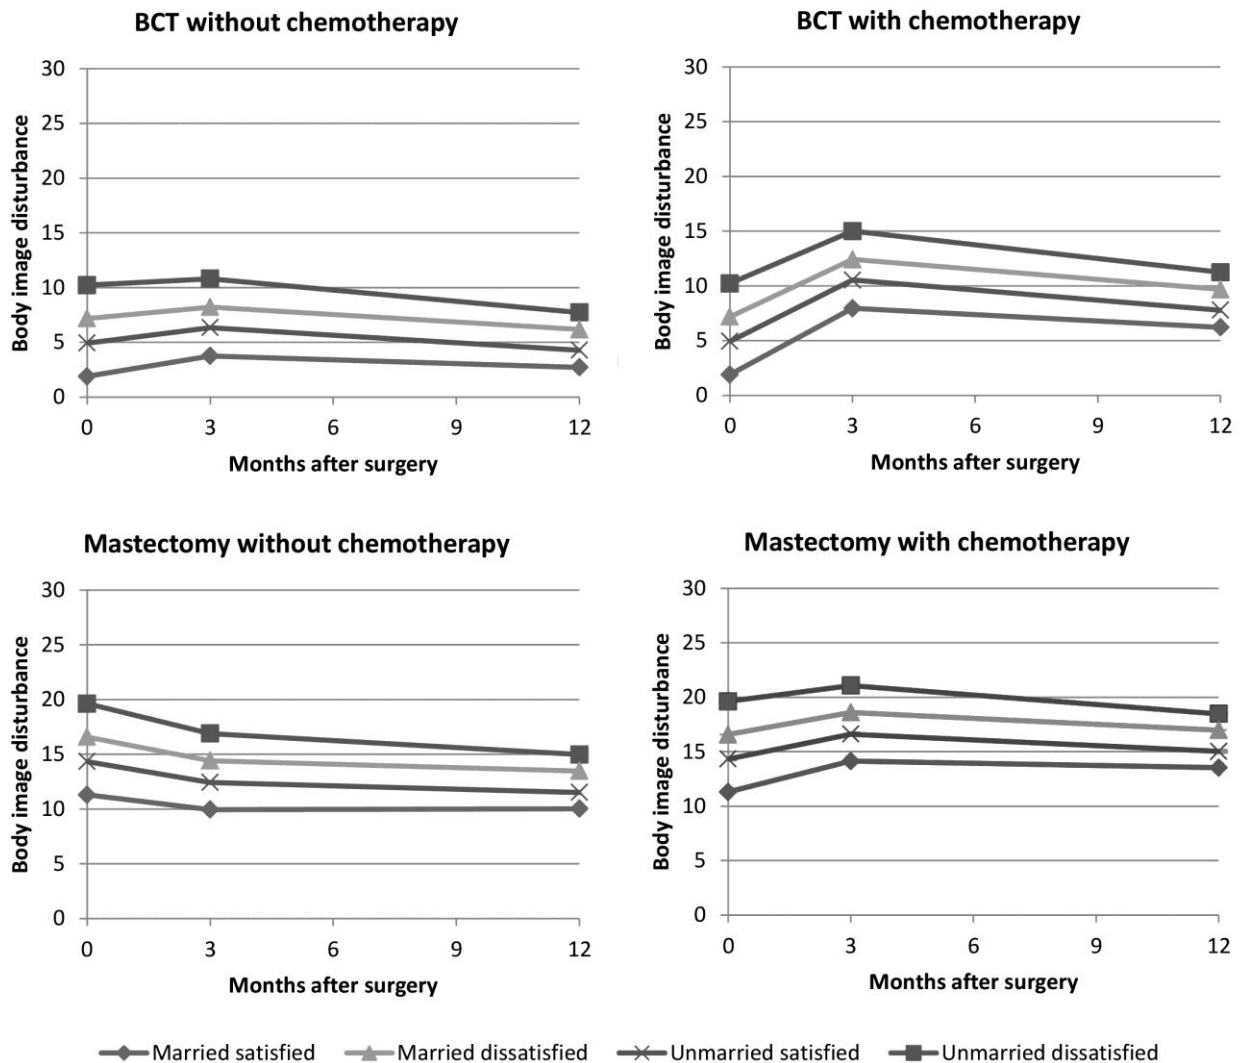 BCT without chemotherapy
30
25
20
15
10
5
0
Body image disturbance
0 3 6 9 12
Months after surgery
BCT with chemotherapy
30
25
20
15
10
5
0
Body image disturbance
0 3 6 9 12
Months after surgery
Mastectomy without chemotherapy
30
25
20
15
10
5
0
Body image disturbance
0 3 6 9 12
Months after surgery
Mastectomy with chemotherapy
30
25
20
15
10
5
0
Body image disturbance
0 3 6 9 12
Months after surgery
Married satisfied Married dissatisfied Unmarried satisfied Unmarried dissatisfied